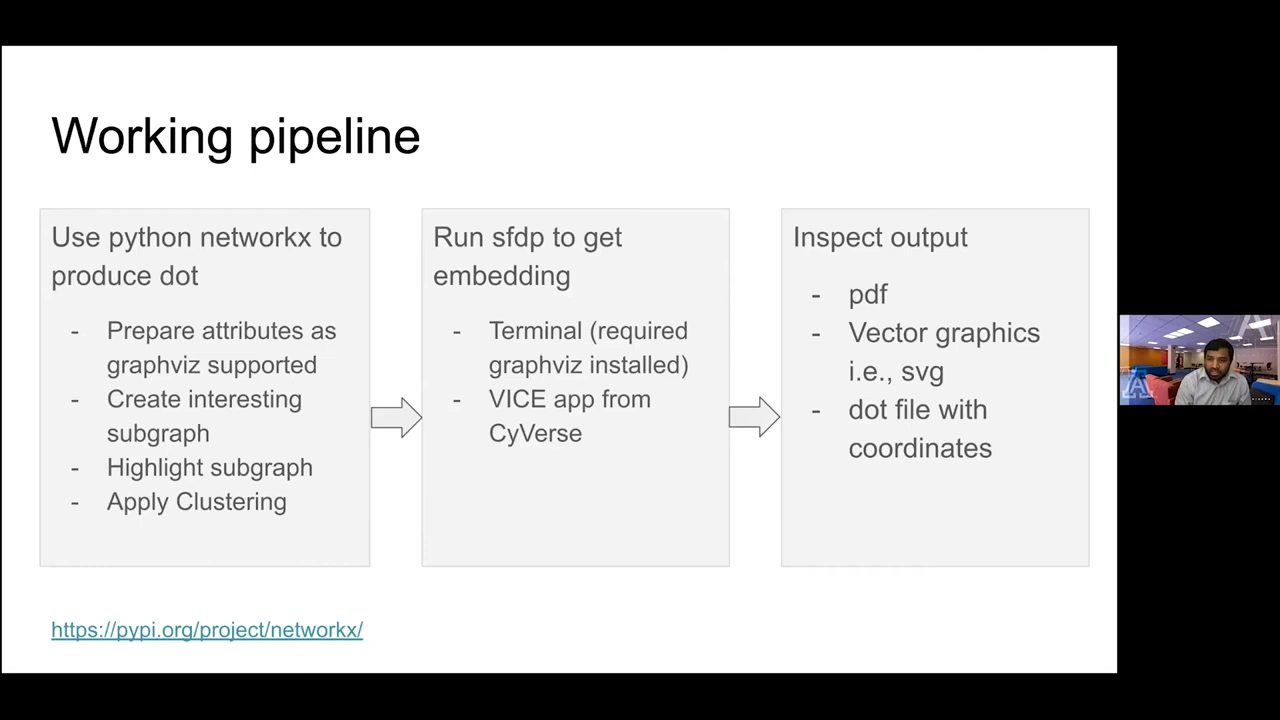 Working pipeline
Use python networkx to
produce dot
- Prepare attributes as
graphviz supported
- Create interesting
subgraph
- Highlight subgraph
- Apply Clustering
Run sfdp to get
embedding
- Terminal (required
graphviz installed)
- VICE app from
CyVerse
Inspect output
- pdf
- Vector graphics
i.e., svg
- dot file with
coordinates
https://pypi.org/project/networkx/
A
A